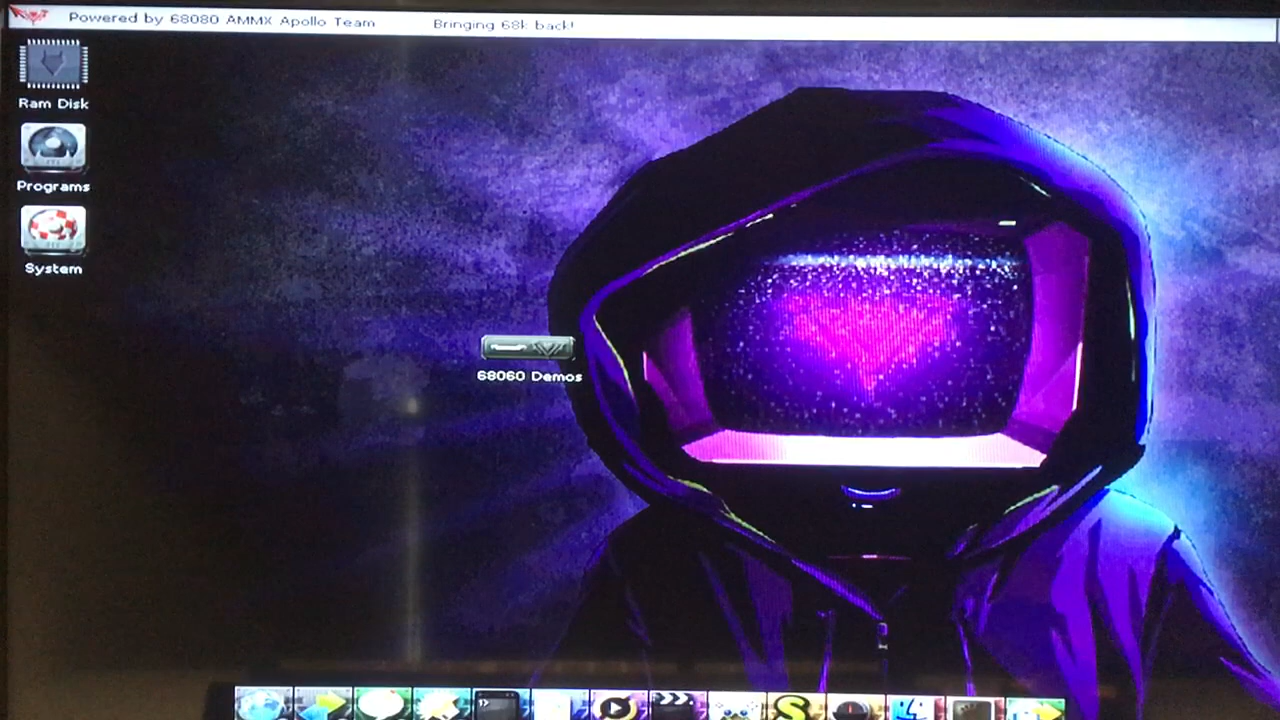 Powered by 68080 AMMX Apollo Team Bringing 68k back!
Ram Disk
Programs
System
68060 Demos